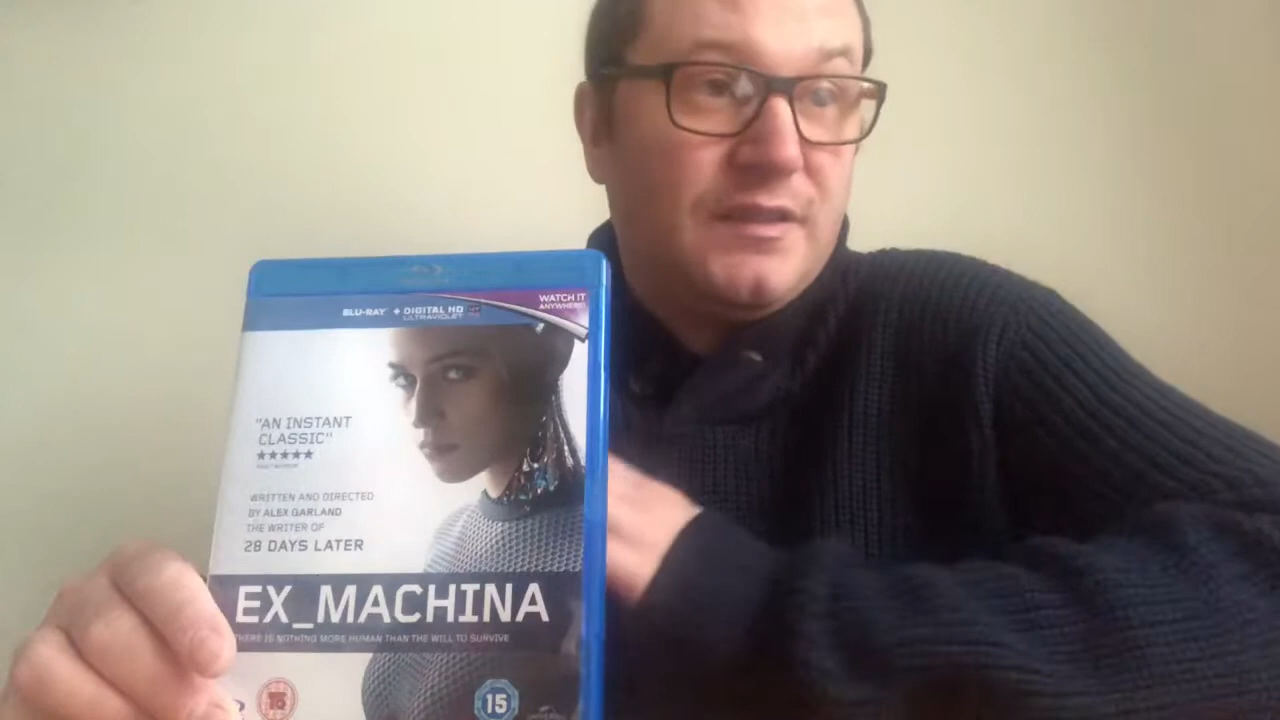 BLU-RAY + DIGITAL HD
ULTRAVIOLET
WATCH IT
ANYWHERE!
"AN INSTANT
CLASSIC"
★★★★★
WRITTEN AND DIRECTED
BY ALEX GARLAND
THE WRITER OF
28 DAYS LATER
EX_MACHINA
THERE IS NOTHING MORE HUMAN THAN THE WILL TO SURVIVE
15